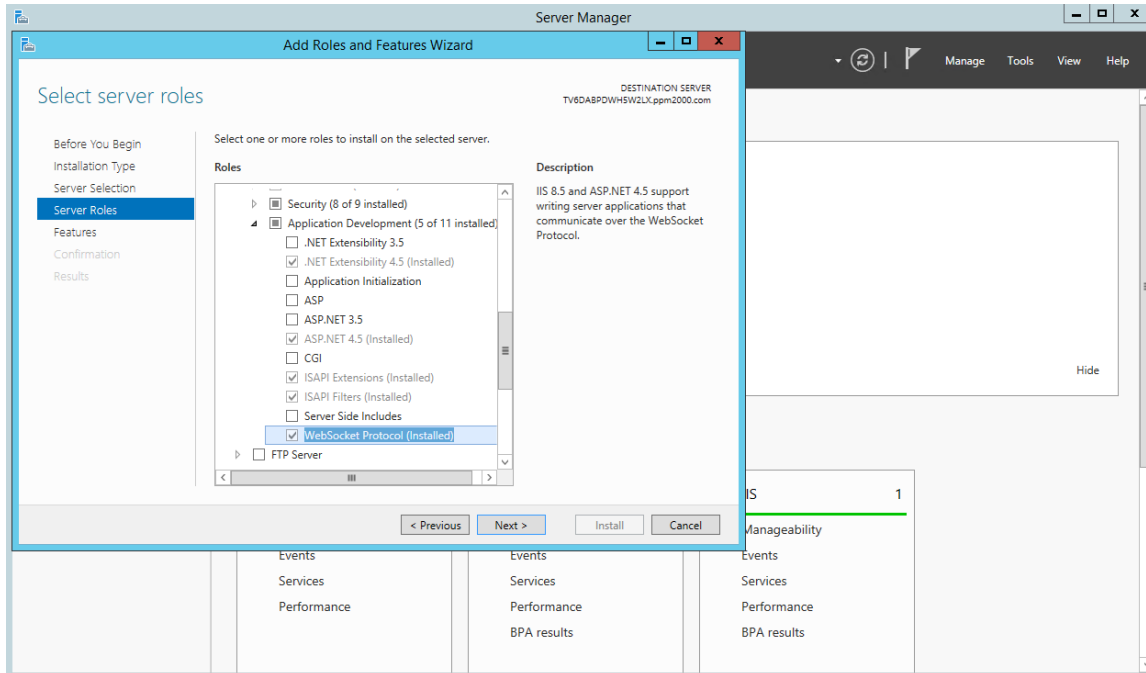 Server Manager
Add Roles and Features Wizard
Manage Tools View Help
Select server roles
DESTINATION SERVER
TV6DABPDWH5W2LX.ppm2000.com
Before You Begin
Installation Type
Server Selection
Server Roles
Features
Confirmation
Results
Select one or more roles to install on the selected server.
Roles
Security (8 of 9 installed)
Application Development (5 of 11 installed)
.NET Extensibility 3.5
.NET Extensibility 4.5 (Installed)
Application Initialization
ASP
ASP.NET 3.5
ASP.NET 4.5 (Installed)
CGI
ISAPI Extensions (Installed)
ISAPI Filters (Installed)
Server Side Includes
WebSocket Protocol (Installed)
FTP Server
Description
IIS 8.5 and ASP.NET 4.5 support
writing server applications that
communicate over the WebSocket
Protocol.
< Previous
Next >
Install
Cancel
Hide
IS 1
Manageability
Events
Services
Performance
BPA results
Events
Services
Performance
Events
Services
Performance
BPA results